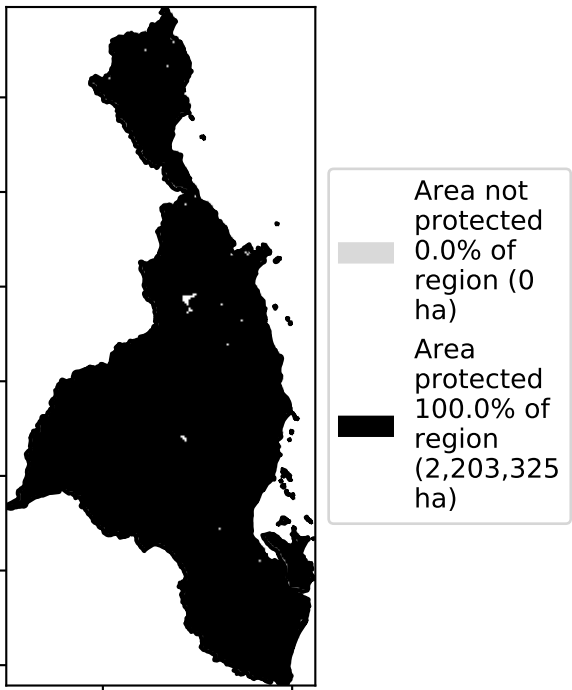 Area not
protected
0.0% of
region (0
ha)
Area
protected
100.0% of
region
(2,203,325
ha)